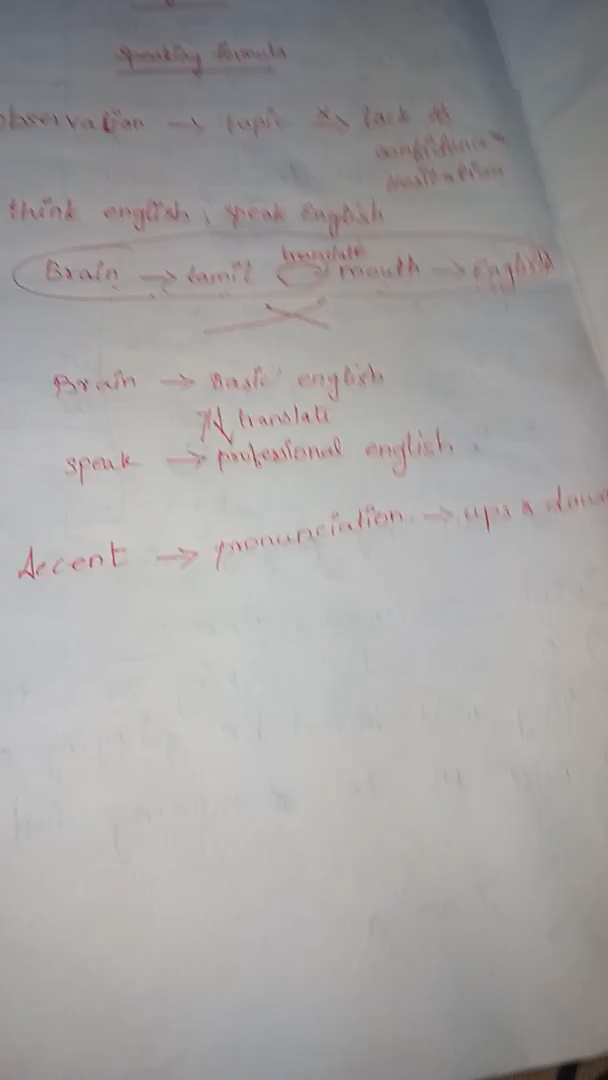 speaking formula
observation → topic ×→ lack of
confidence &
hesitation
think english, speak english
Brain → tamil translate mouth → english
Brain → Basic english
translate
speak → professional english.
Accent → pronunciation → ups & down